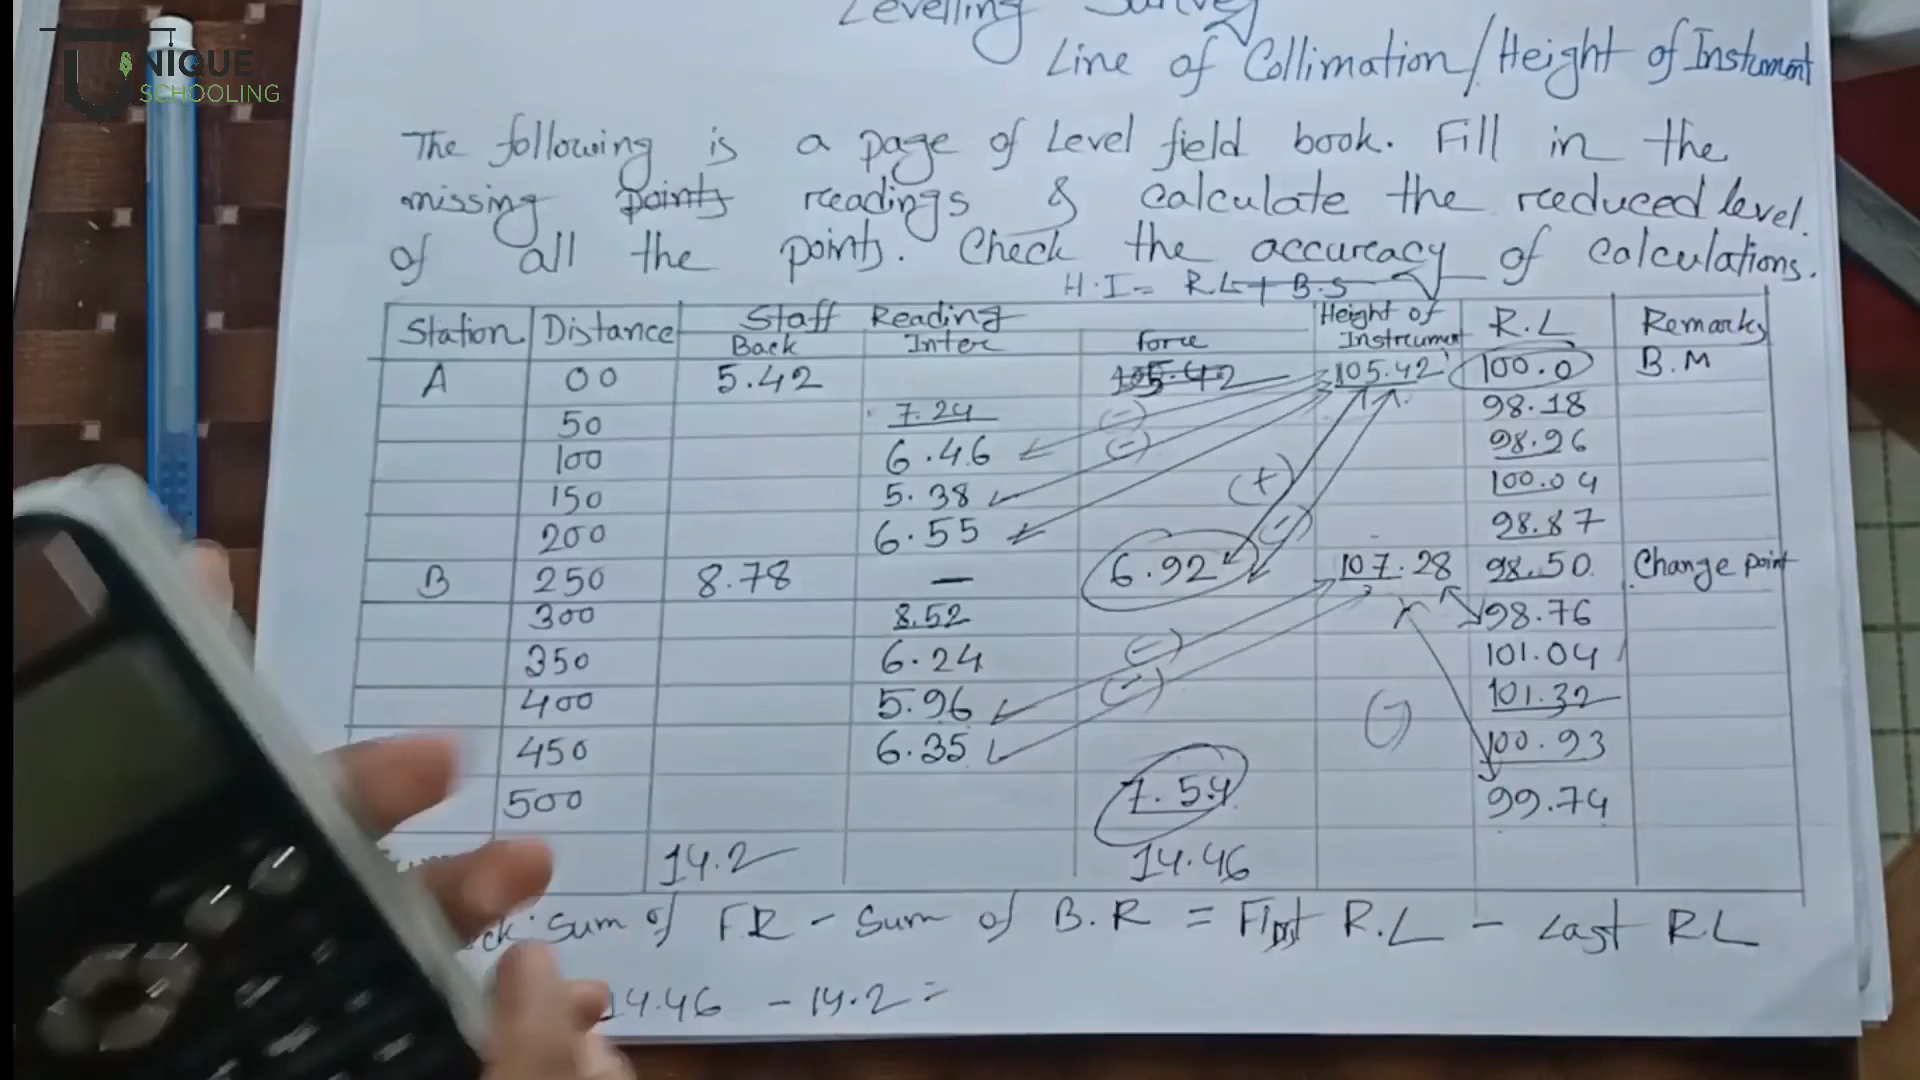 UNIQUE
SCHOOLING
Levelling Survey
Line of Collimation/Height of Instrument
The following is a page of Level field book. Fill in the
missing points readings & calculate the reduced level
of all the points. Check the accuracy of calculations.
H.I = RL + B.S
Station Distance Staff Reading Height of Instrument R.L Remarks
Back Inter Force
A 00 5.42 105.42 105.42 100.0 B.M
50 7.24 98.18
100 6.46 (-) 98.96
150 5.38 (-) 100.04
200 6.55 (+) 98.87
B 250 8.78 — 6.92 (-) 107.28 98.50 Change point
300 8.52 98.76
350 6.24 (-) 101.04
400 5.96 (-) 101.32
450 6.35 (-) 100.93
500 7.54 99.74
14.2 14.46
Sum of F.R - Sum of B.R = First R.L - Last R.L
14.46 - 14.2 =